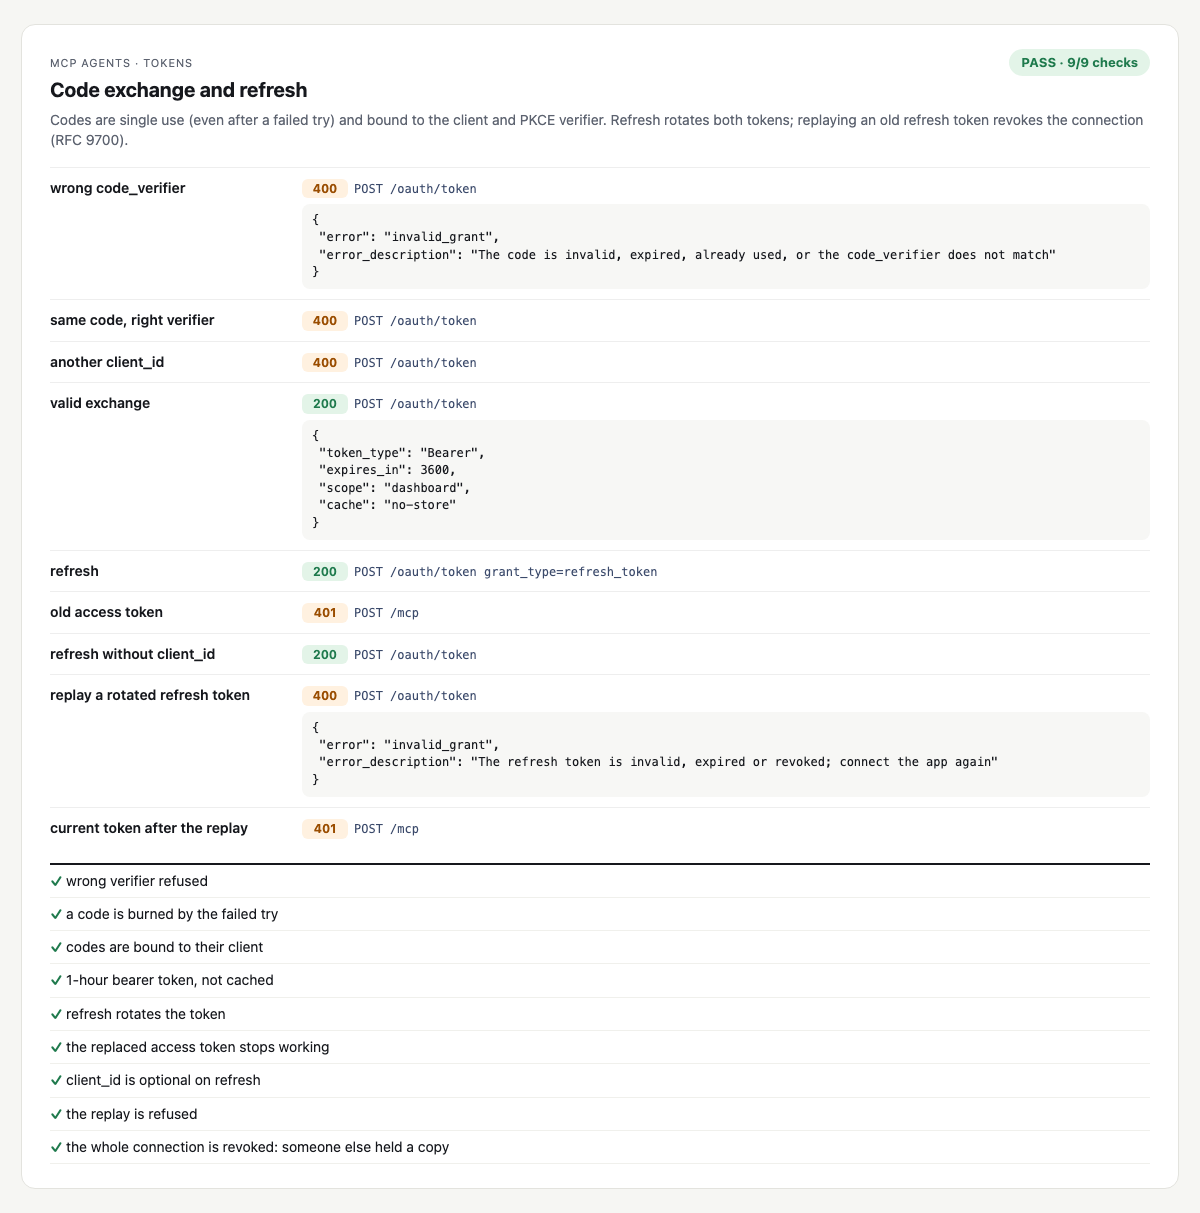 MCP AGENTS · TOKENS
PASS · 9/9 checks
Code exchange and refresh
Codes are single use (even after a failed try) and bound to the client and PKCE verifier. Refresh rotates both tokens; replaying an old refresh token revokes the connection
(RFC 9700).
wrong code_verifier
400 POST /oauth/token
{
"error": "invalid_grant",
"error_description": "The code is invalid, expired, already used, or the code_verifier does not match"
}
same code, right verifier
400 POST /oauth/token
another client_id
400 POST /oauth/token
valid exchange
200 POST /oauth/token
{
"token_type": "Bearer",
"expires_in": 3600,
"scope": "dashboard",
"cache": "no-store"
}
refresh
200 POST /oauth/token grant_type=refresh_token
old access token
401 POST /mcp
refresh without client_id
200 POST /oauth/token
replay a rotated refresh token
400 POST /oauth/token
{
"error": "invalid_grant",
"error_description": "The refresh token is invalid, expired or revoked; connect the app again"
}
current token after the replay
401 POST /mcp
✓ wrong verifier refused
✓ a code is burned by the failed try
✓ codes are bound to their client
✓ 1-hour bearer token, not cached
✓ refresh rotates the token
✓ the replaced access token stops working
✓ client_id is optional on refresh
✓ the replay is refused
✓ the whole connection is revoked: someone else held a copy